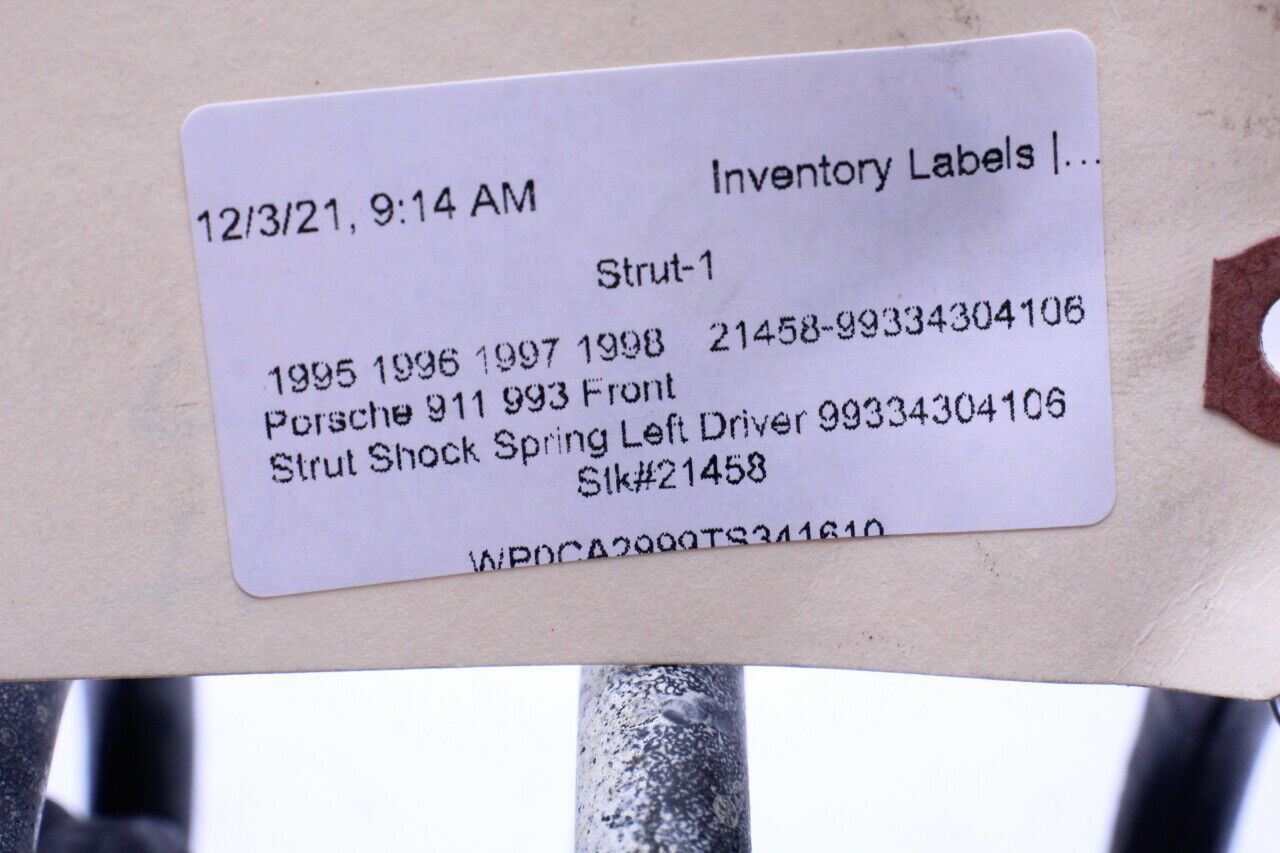 12/3/21, 9:14 AM Inventory Labels |...
Strut-1
1995 1996 1997 1998 21458-99334304106
Porsche 911 993 Front
Strut Shock Spring Left Driver 99334304106
Stk#21458
WP0CA2999TS341610